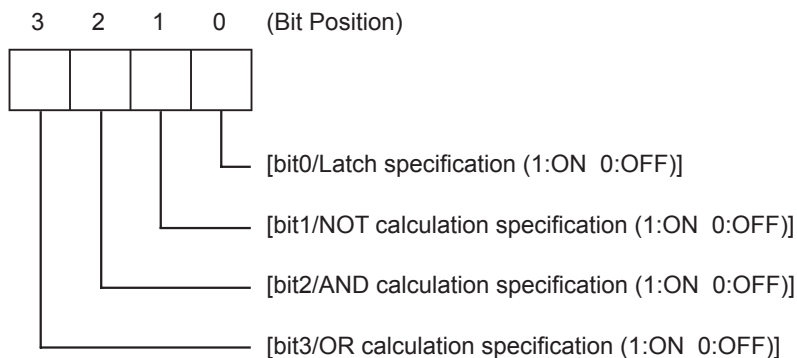 3 2 1 0 (Bit Position)
[bit0/Latch specification (1:ON 0:OFF)]
[bit1/NOT calculation specification (1:ON 0:OFF)]
[bit2/AND calculation specification (1:ON 0:OFF)]
[bit3/OR calculation specification (1:ON 0:OFF)]